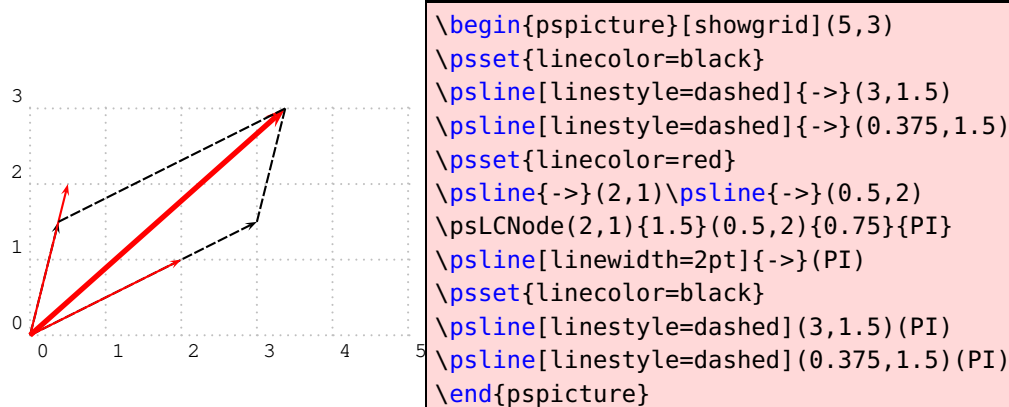 3
2
1
0
0 1 2 3 4 5
\begin{pspicture}[showgrid](5,3)
\psset{linecolor=black}
\psline[linestyle=dashed]{->}(3,1.5)
\psline[linestyle=dashed]{->}(0.375,1.5)
\psset{linecolor=red}
\psline{->}(2,1)\psline{->}(0.5,2)
\psLCNode(2,1){1.5}(0.5,2){0.75}{PI}
\psline[linewidth=2pt]{->}(PI)
\psset{linecolor=black}
\psline[linestyle=dashed](3,1.5)(PI)
\psline[linestyle=dashed](0.375,1.5)(PI)
\end{pspicture}